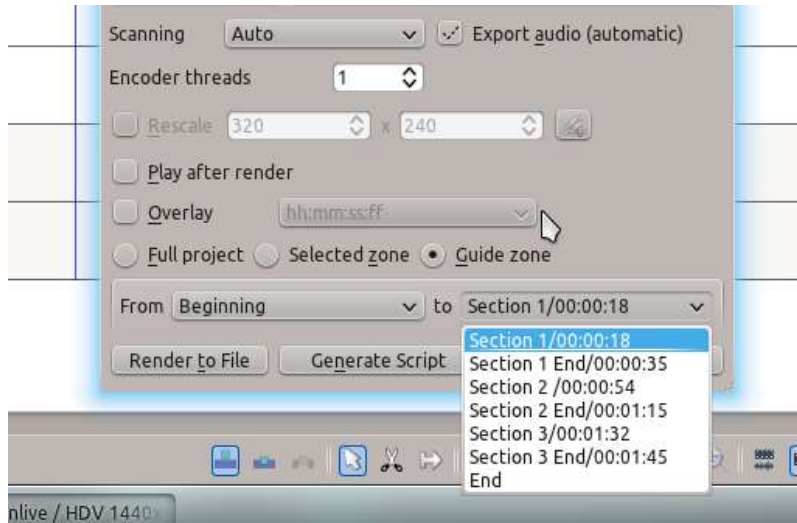 Scanning Auto Export audio (automatic)
Encoder threads 1
Rescale 320 x 240
Play after render
Overlay hh:mm:ss:ff
Full project Selected zone Guide zone
From Beginning to Section 1/00:00:18
Render to File Generate Script
Section 1/00:00:18
Section 1 End/00:00:35
Section 2 /00:00:54
Section 2 End/00:01:15
Section 3/00:01:32
Section 3 End/00:01:45
End
/ HDV